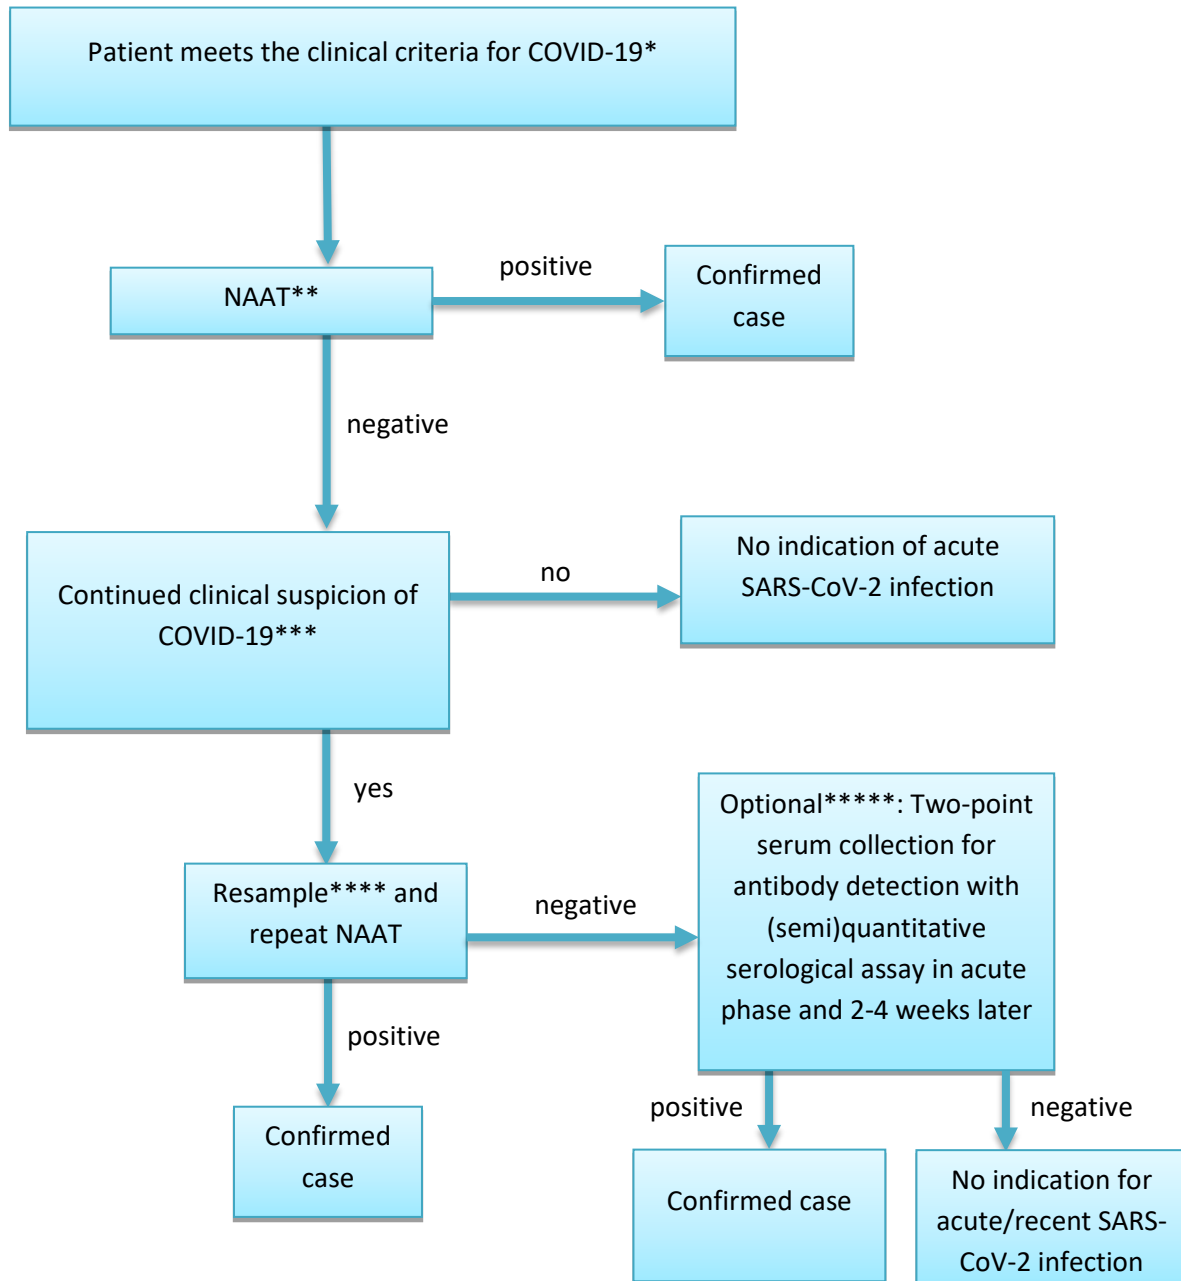 Patient meets the clinical criteria for COVID-19*
positive
NAAT**
Confirmed
case
negative
Continued clinical suspicion of
COVID-19***
no
No indication of acute
SARS-CoV-2 infection
yes
Resample**** and
repeat NAAT
negative
Optional*****: Two-point
serum collection for
antibody detection with
(semi)quantitative
serological assay in acute
phase and 2-4 weeks later
positive
Confirmed
case
positive
negative
Confirmed case
No indication for
acute/recent SARS-
CoV-2 infection